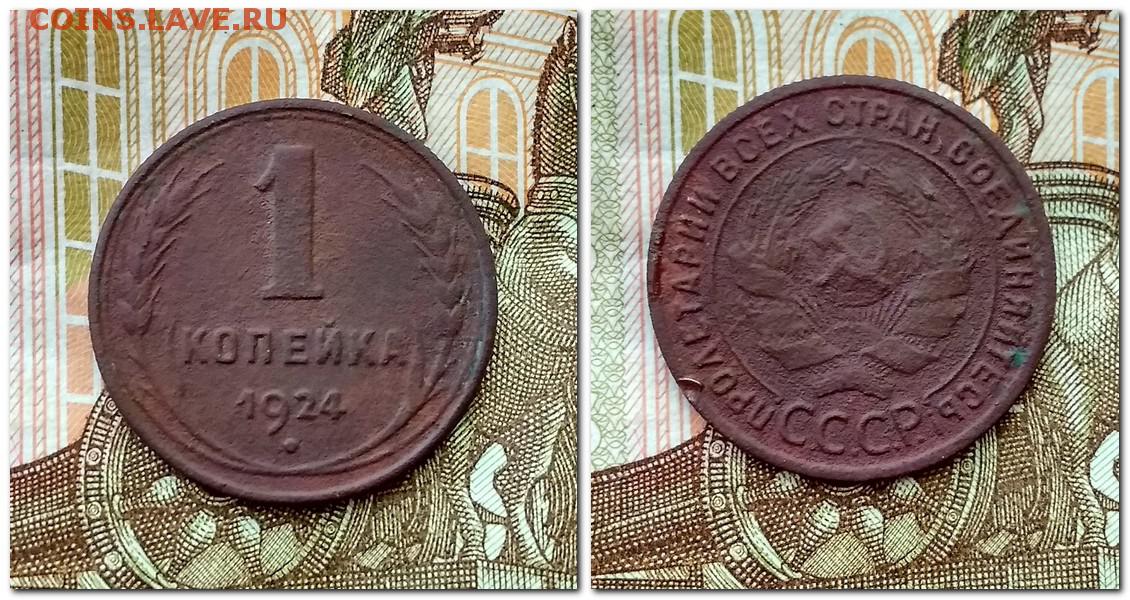 COINS.LAVE.RU
1
КОПЕЙКА
1924
ПРОЛЕТАРИИ ВСЕХ СТРАН, СОЕДИНЯЙТЕСЬ
СССР